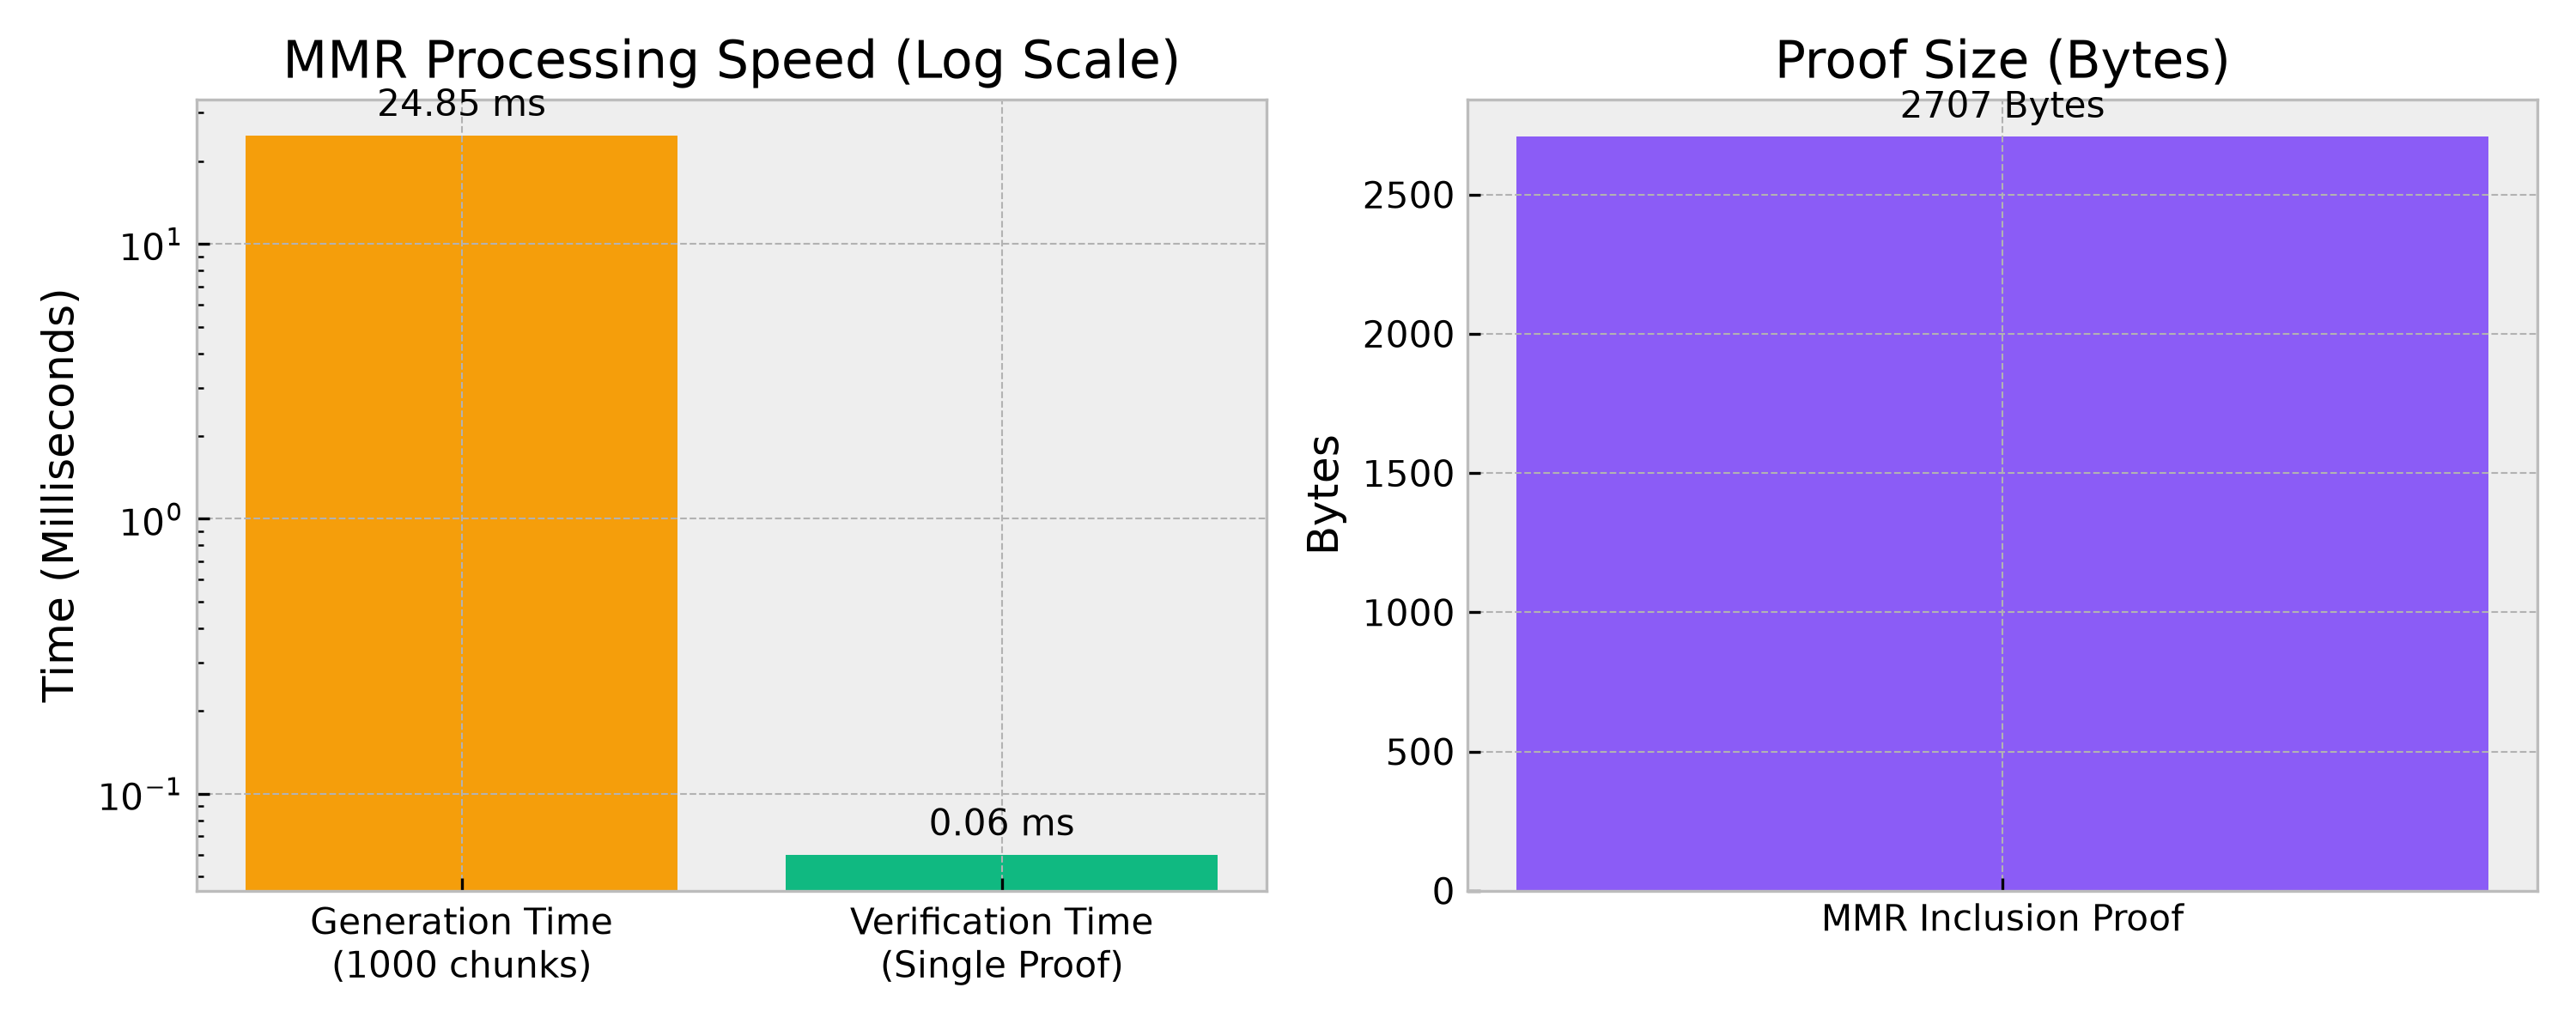 MMR Processing Speed (Log Scale)
24.85 ms
10¹
10⁰
10⁻¹
Time (Milliseconds)
0.06 ms
Generation Time
(1000 chunks)
Verification Time
(Single Proof)
Proof Size (Bytes)
2707 Bytes
2500
2000
1500
1000
500
0
Bytes
MMR Inclusion Proof